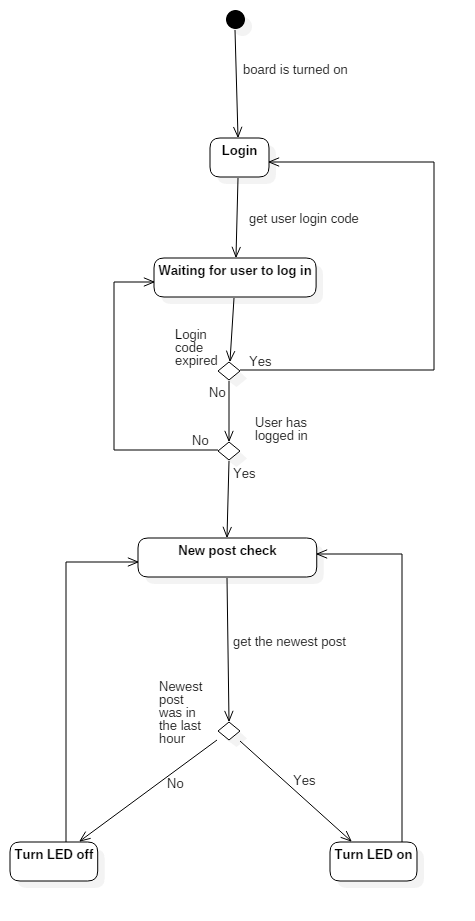 board is turned on
Login
get user login code
Waiting for user to log in
Login
code
expired
Yes
No
User has
logged in
No
Yes
New post check
get the newest post
Newest
post
was in
the last
hour
No
Yes
Turn LED off
Turn LED on